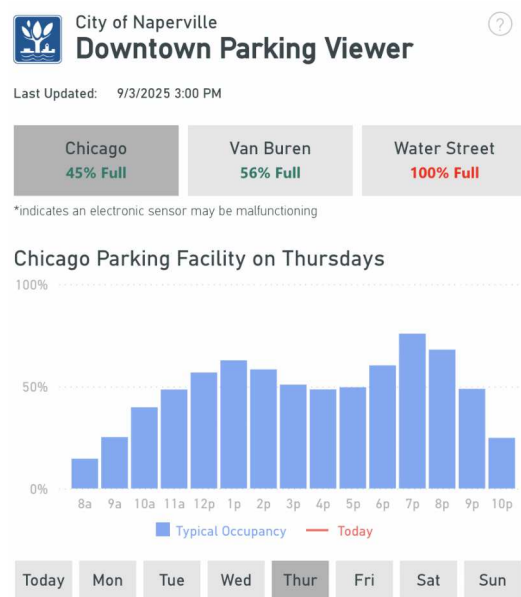 City of Naperville
Downtown Parking Viewer
?
Last Updated: 9/3/2025 3:00 PM
Chicago Van Buren Water Street
45% Full 56% Full 100% Full
*indicates an electronic sensor may be malfunctioning
Chicago Parking Facility on Thursdays
100%
50%
0%
8a 9a 10a 11a 12p 1p 2p 3p 4p 5p 6p 7p 8p 9p 10p
Typical Occupancy Today
Today Mon Tue Wed Thur Fri Sat Sun